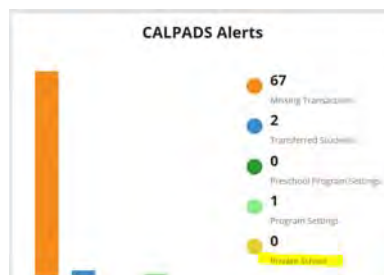 CALPADS Alerts
67
Missing Transactions
2
Transferred Students
0
Preschool Program Settings
1
Program Settings
0
Private School